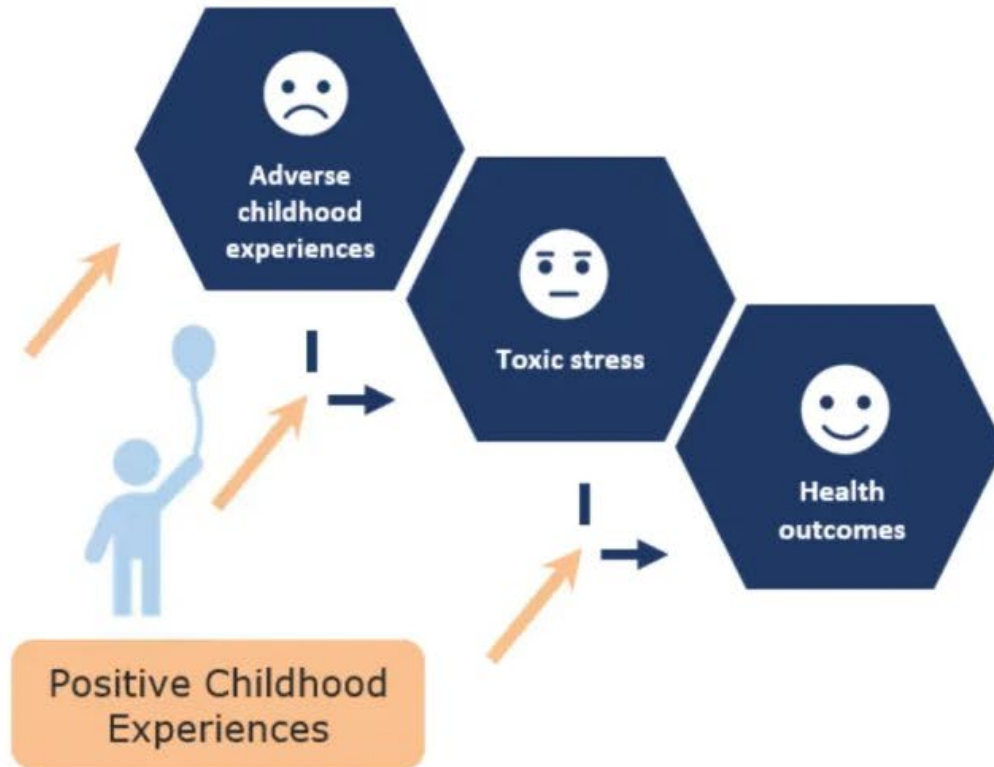 Adverse
childhood
experiences
Toxic stress
Health
outcomes
Positive Childhood
Experiences